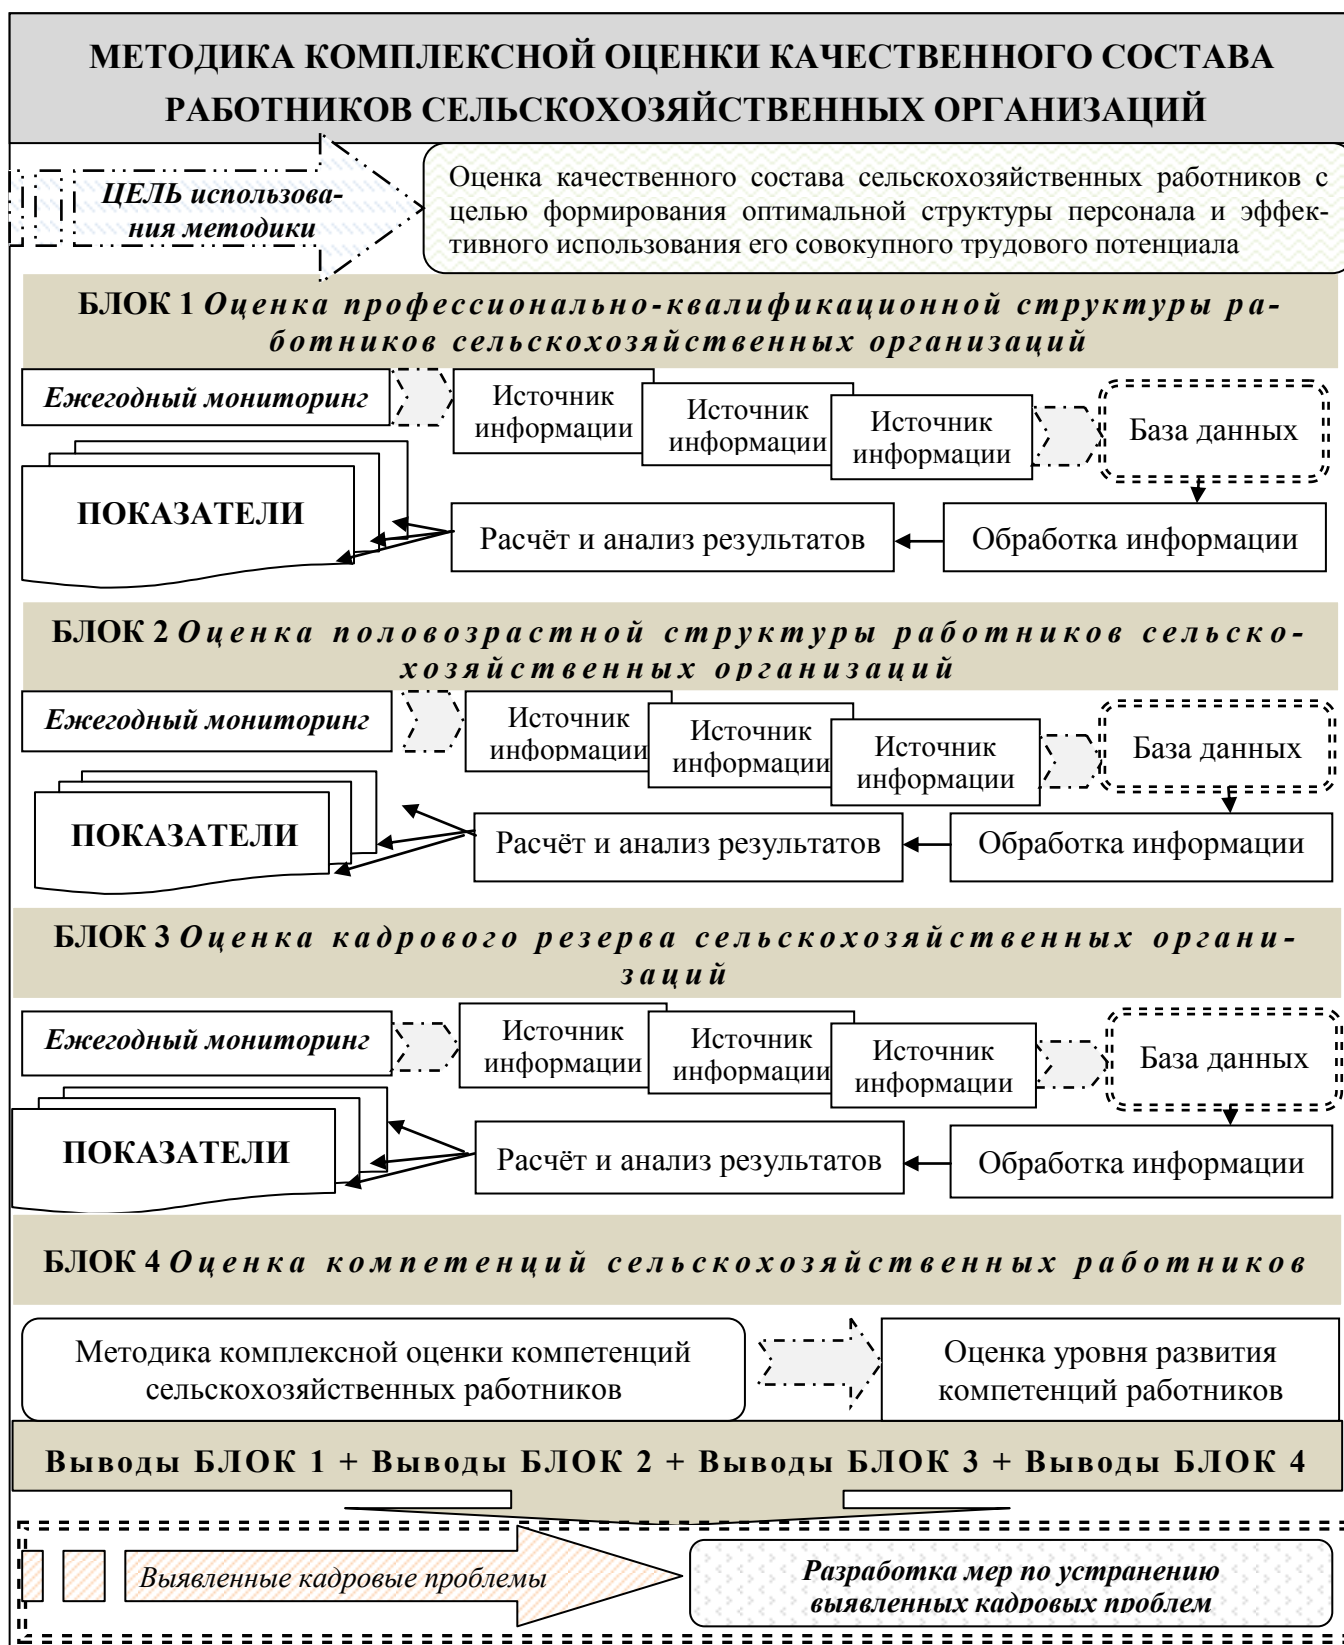 МЕТОДИКА КОМПЛЕКСНОЙ ОЦЕНКИ КАЧЕСТВЕННОГО СОСТАВА
РАБОТНИКОВ СЕЛЬСКОХОЗЯЙСТВЕННЫХ ОРГАНИЗАЦИЙ
ЦЕЛЬ использова-
ния методики
Оценка качественного состава сельскохозяйственных работников с
целью формирования оптимальной структуры персонала и эффек-
тивного использования его совокупного трудового потенциала
БЛОК 1 Оценка профессионально-квалификационной структуры ра-
ботников сельскохозяйственных организаций
Ежегодный мониторинг
Источник
информации
Источник
информации
Источник
информации
База данных
ПОКАЗАТЕЛИ
Расчёт и анализ результатов
Обработка информации
БЛОК 2 Оценка половозрастной структуры работников сельско-
хозяйственных организаций
Ежегодный мониторинг
Источник
информации
Источник
информации
Источник
информации
База данных
ПОКАЗАТЕЛИ
Расчёт и анализ результатов
Обработка информации
БЛОК 3 Оценка кадрового резерва сельскохозяйственных органи-
заций
Ежегодный мониторинг
Источник
информации
Источник
информации
Источник
информации
База данных
ПОКАЗАТЕЛИ
Расчёт и анализ результатов
Обработка информации
БЛОК 4 Оценка компетенций сельскохозяйственных работников
Методика комплексной оценки компетенций
сельскохозяйственных работников
Оценка уровня развития
компетенций работников
Выводы БЛОК 1 + Выводы БЛОК 2 + Выводы БЛОК 3 + Выводы БЛОК 4
Выявленные кадровые проблемы
Разработка мер по устранению
выявленных кадровых проблем